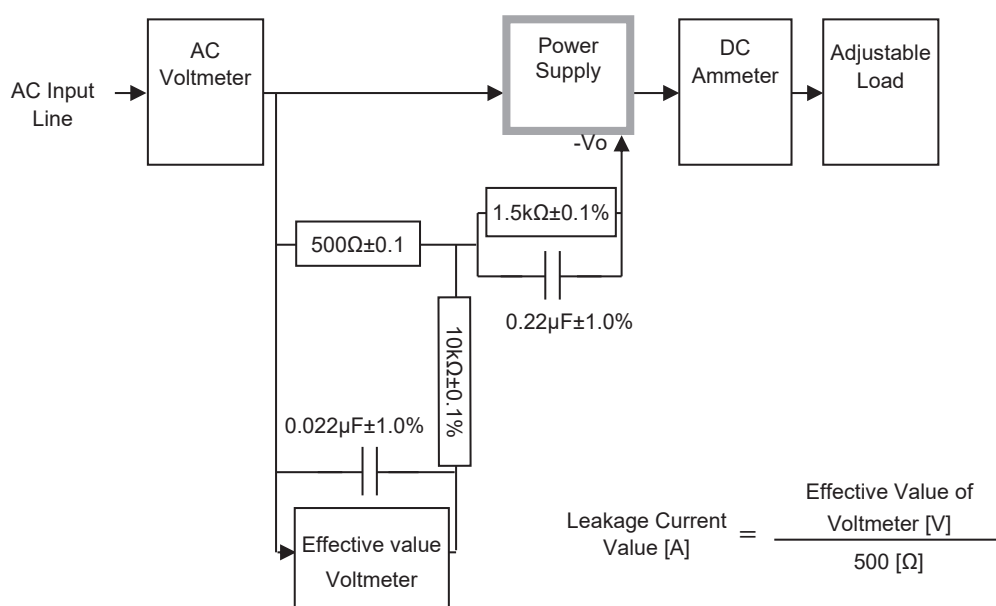 AC
Voltmeter
Power
Supply
DC
Ammeter
Adjustable
Load
AC Input
Line
-Vo
1.5kΩ±0.1%
500Ω±0.1
0.22µF±1.0%
10kΩ±0.1%
0.022µF±1.0%
Effective value
Voltmeter
Leakage Current
Value [A]
=
Effective Value of
Voltmeter [V]
500 [Ω]